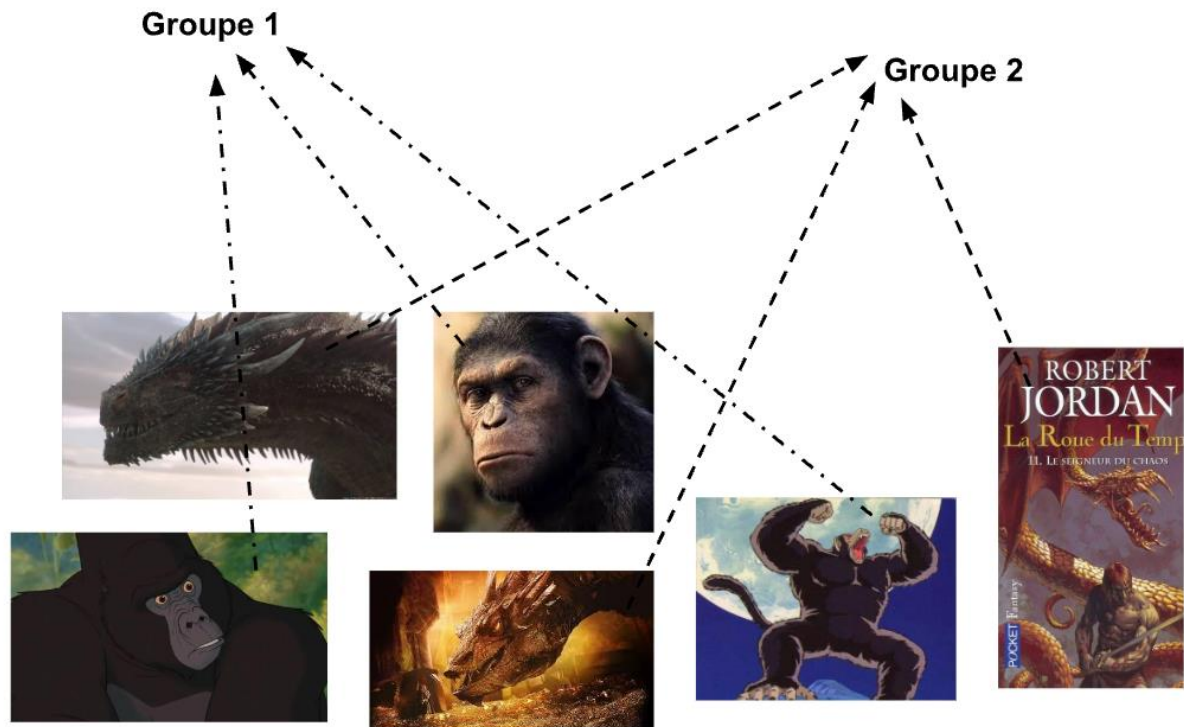 Groupe 1
Groupe 2
ROBERT
JORDAN
La Roue du Temp
11. LE SEIGNEUR DU CHAOS
POCKET Fantasy